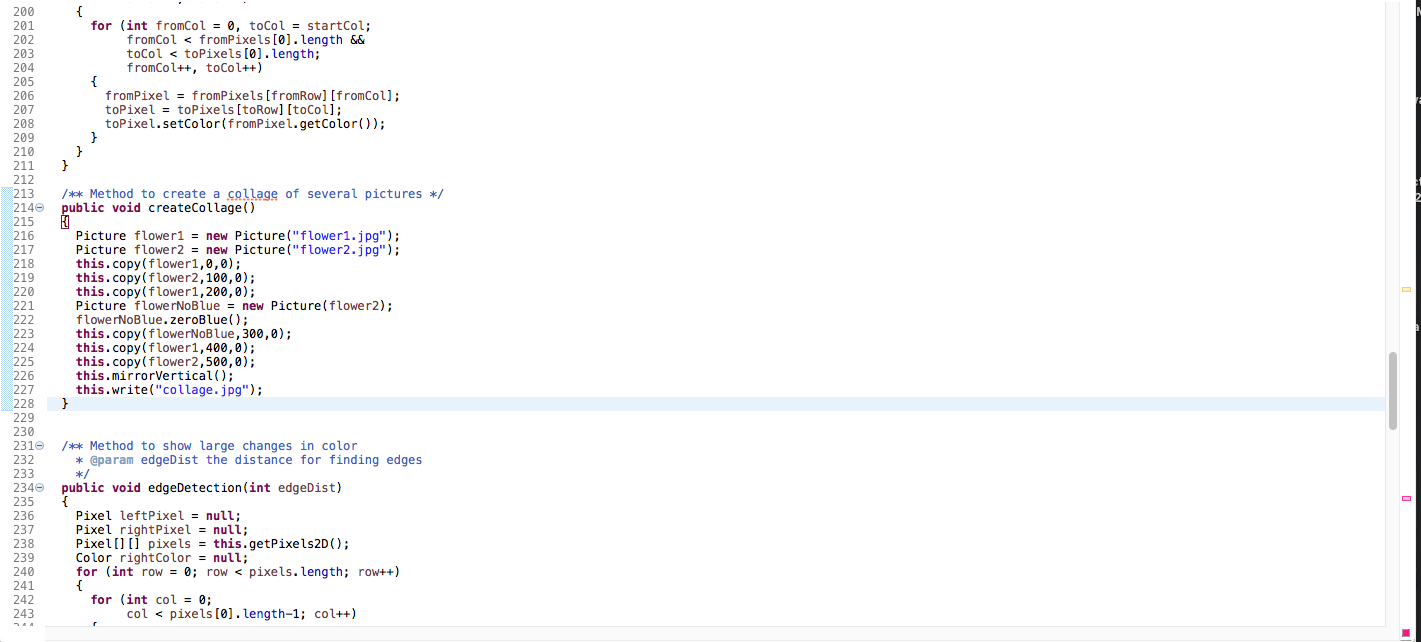 200   {
201     for (int fromCol = 0, toCol = startCol;
202          fromCol < fromPixels[0].length &&
203          toCol < toPixels[0].length;
204          fromCol++, toCol++)
205     {
206       fromPixel = fromPixels[fromRow][fromCol];
207       toPixel = toPixels[toRow][toCol];
208       toPixel.setColor(fromPixel.getColor());
209     }
210   }
211 }
212
213 /** Method to create a collage of several pictures */
214 public void createCollage()
215 {
216   Picture flower1 = new Picture("flower1.jpg");
217   Picture flower2 = new Picture("flower2.jpg");
218   this.copy(flower1,0,0);
219   this.copy(flower2,100,0);
220   this.copy(flower1,200,0);
221   Picture flowerNoBlue = new Picture(flower2);
222   flowerNoBlue.zeroBlue();
223   this.copy(flowerNoBlue,300,0);
224   this.copy(flower1,400,0);
225   this.copy(flower2,500,0);
226   this.mirrorVertical();
227   this.write("collage.jpg");
228 }
229
230
231 /** Method to show large changes in color
232   * @param edgeDist the distance for finding edges
233   */
234 public void edgeDetection(int edgeDist)
235 {
236   Pixel leftPixel = null;
237   Pixel rightPixel = null;
238   Pixel[][] pixels = this.getPixels2D();
239   Color rightColor = null;
240   for (int row = 0; row < pixels.length; row++)
241   {
242     for (int col = 0;
243          col < pixels[0].length-1; col++)